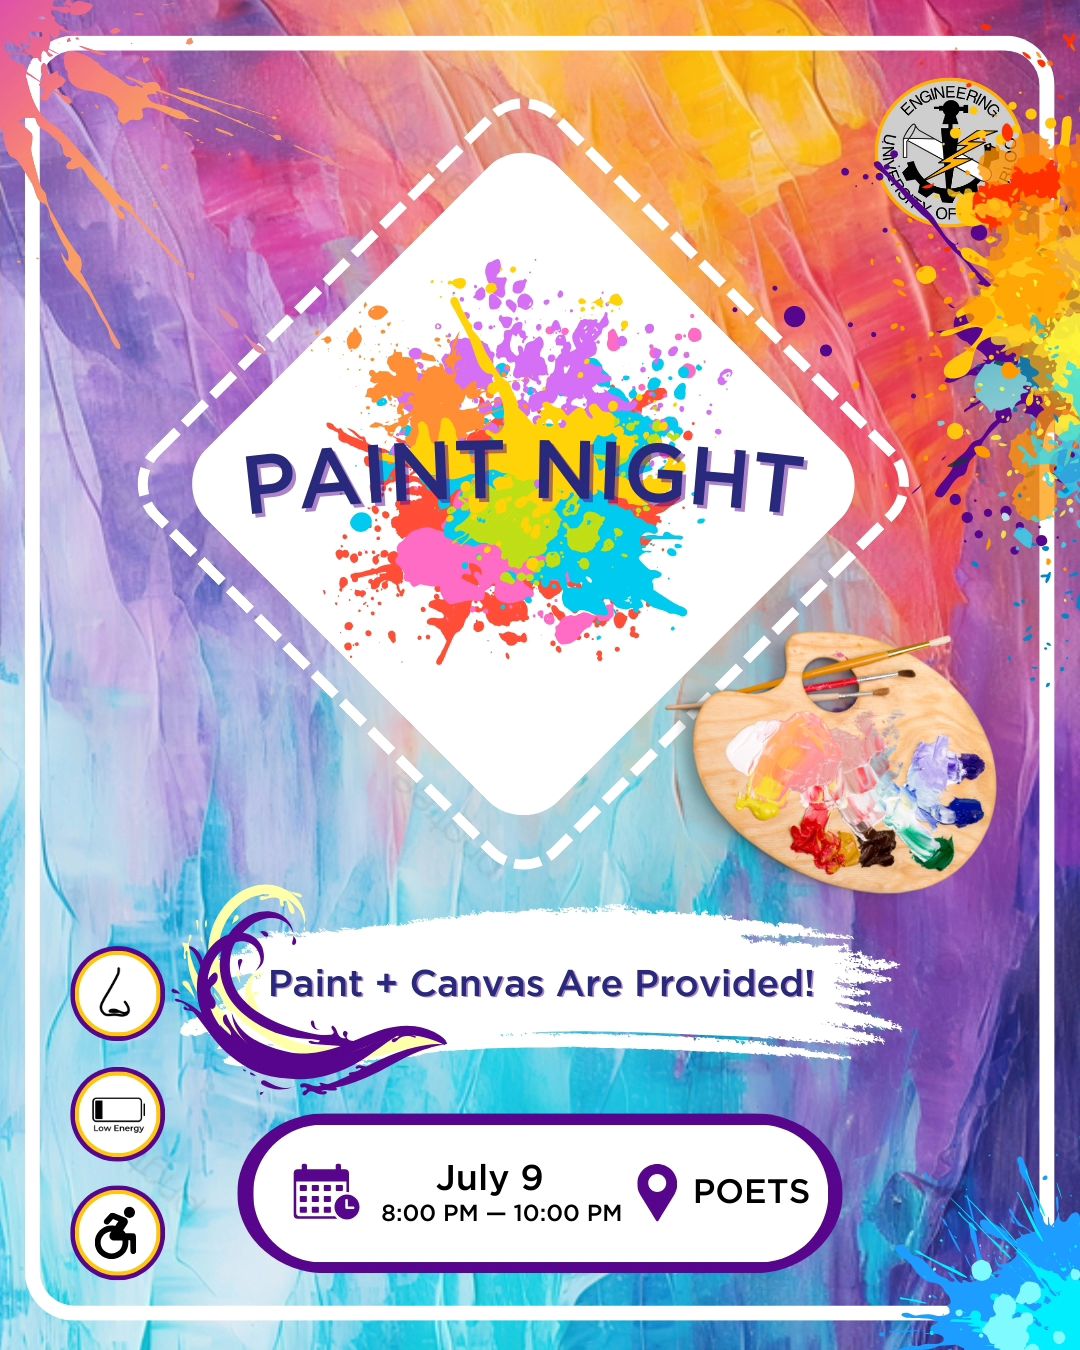 ENGINEERING
UNIVERSITY OF
PAINT NIGHT
Paint + Canvas Are Provided!
Low Energy
July 9
8:00 PM – 10:00 PM
POETS